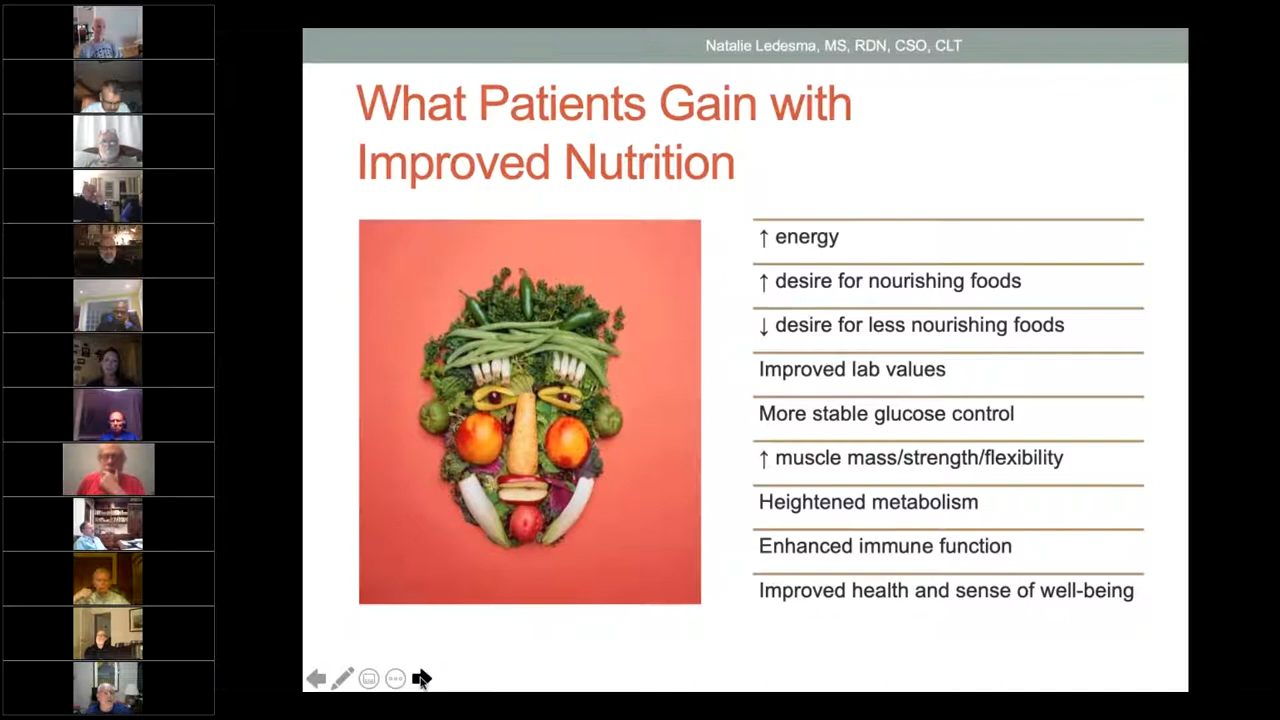 Natalie Ledesma, MS, RDN, CSO, CLT
What Patients Gain with
Improved Nutrition
↑ energy
↑ desire for nourishing foods
↓ desire for less nourishing foods
Improved lab values
More stable glucose control
↑ muscle mass/strength/flexibility
Heightened metabolism
Enhanced immune function
Improved health and sense of well-being